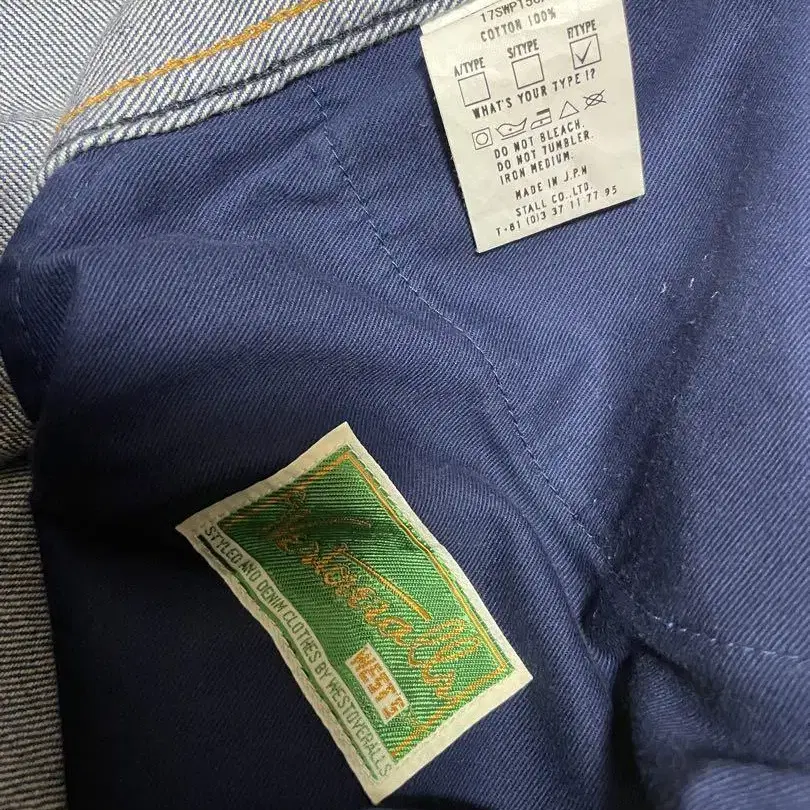 COTTON 100%
A/TYPE S/TYPE F/TYPE
WHAT'S YOUR TYPE !?
DO NOT BLEACH.
DO NOT TUMBLER.
IRON MEDIUM.
MADE IN J.P.N
STALL CO.,LTD.
T-81 (0)3 37 11-77 95
Westoveralls
WEST'S
STYLED AND DENIM CLOTHES BY WESTOVERALLS